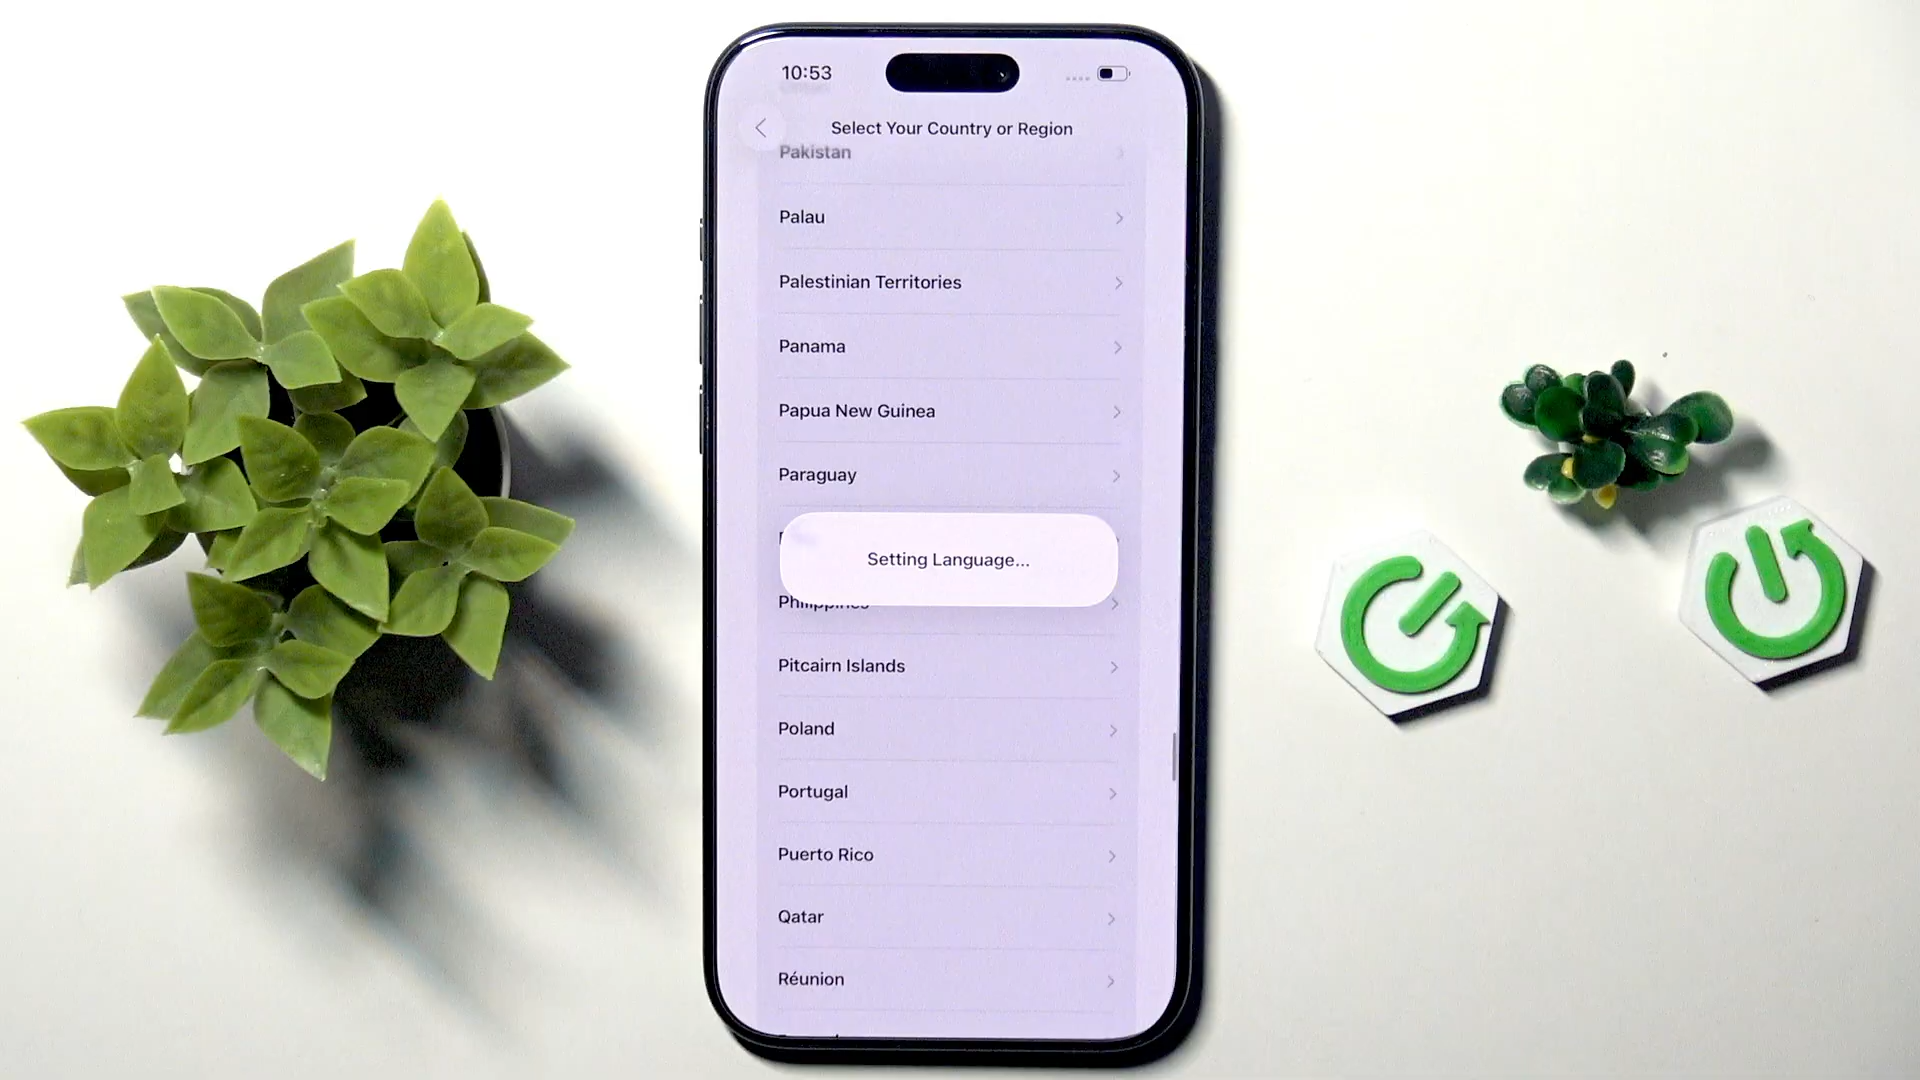 10:53
Select Your Country or Region
Pakistan
Palau
Palestinian Territories
Panama
Papua New Guinea
Paraguay
Setting Language...
Philippines
Pitcairn Islands
Poland
Portugal
Puerto Rico
Qatar
Réunion